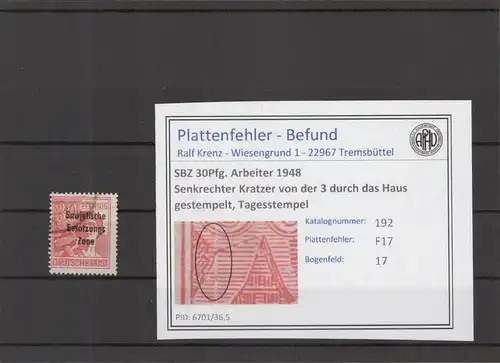 Plattenfehler - Befund
Ralf Krenz - Wiesengrund 1 - 22967 Tremsbüttel
SBZ 30Pfg. Arbeiter 1948
Senkrechter Kratzer von der 3 durch das Haus
gestempelt, Tagesstempel
Katalognummer: 192
Plattenfehler: F17
Bogenfeld: 17
PID: 6701/36,5
Sowjetische
Besatzungs
Zone
DEUTSCHE POST